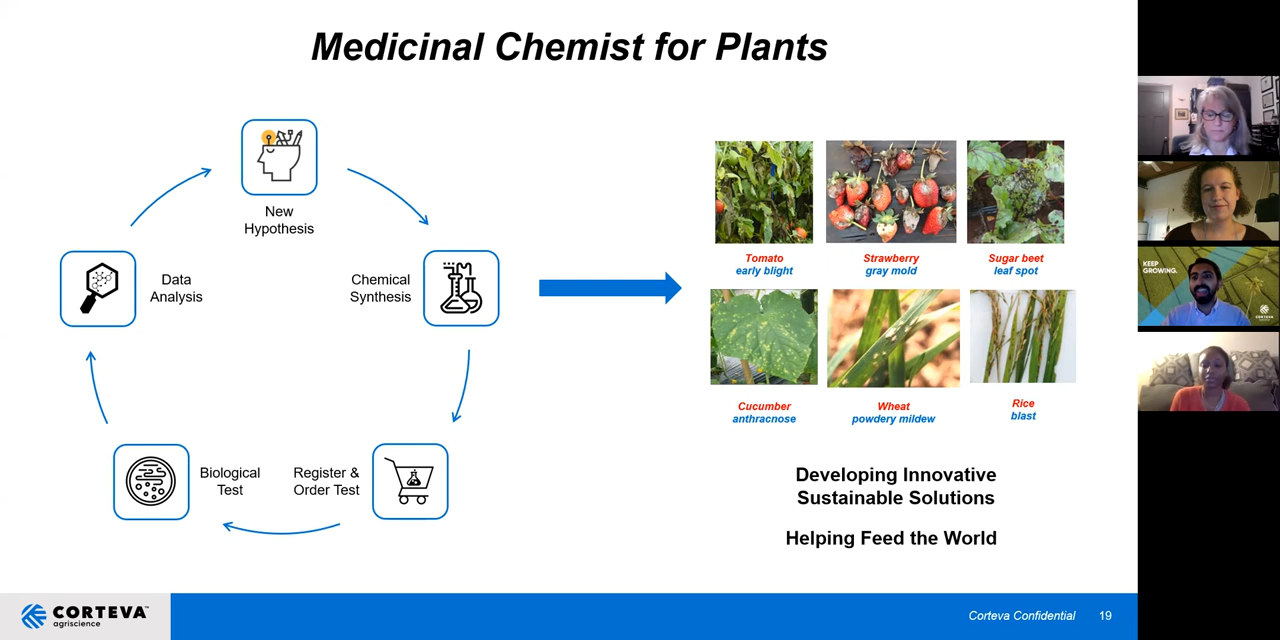 Medicinal Chemist for Plants
New
Hypothesis
Data
Analysis
Chemical
Synthesis
Biological
Test
Register &
Order Test
Tomato
early blight
Strawberry
gray mold
Sugar beet
leaf spot
Cucumber
anthracnose
Wheat
powdery mildew
Rice
blast
Developing Innovative
Sustainable Solutions
Helping Feed the World
CORTEVA™
agriscience
Corteva Confidential 19
KEEP
GROWING.
CORTEVA